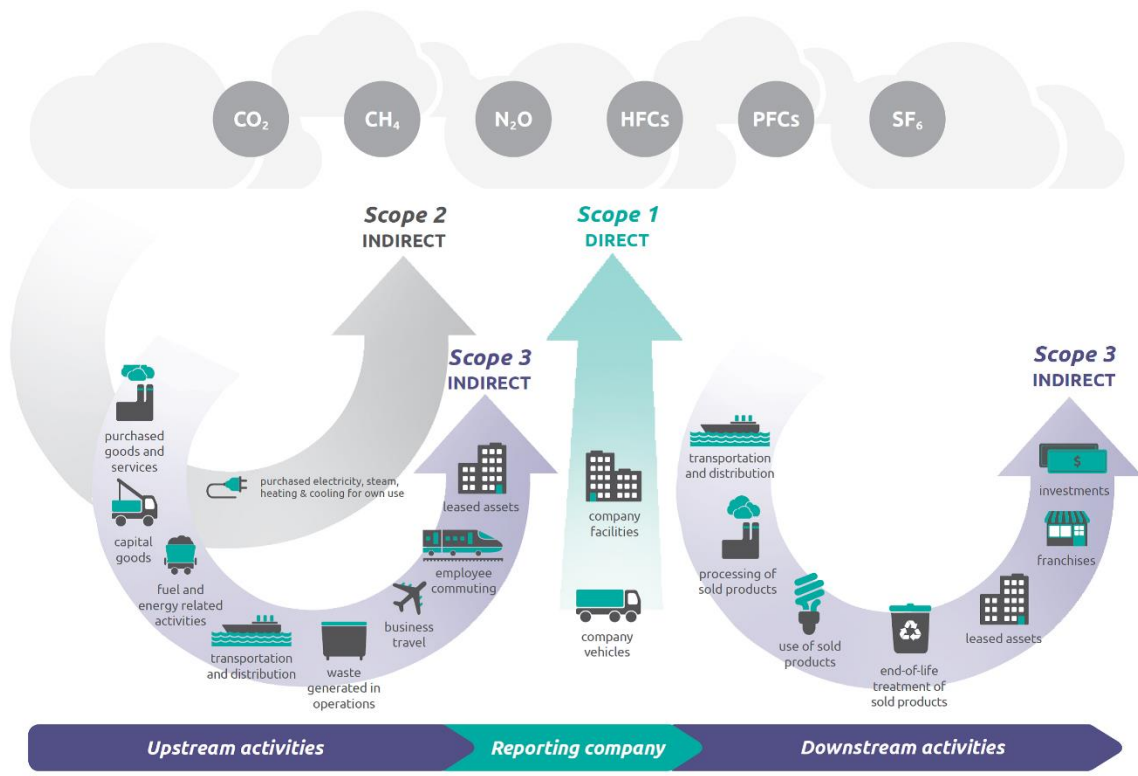 CO₂
CH₄
N₂O
HFCs
PFCs
SF₆
Scope 2
INDIRECT
Scope 1
DIRECT
Scope 3
INDIRECT
Scope 3
INDIRECT
purchased
goods and
services
capital
goods
fuel and
energy related
activities
transportation
and distribution
waste
generated in
operations
business
travel
employee
commuting
leased assets
purchased electricity, steam,
heating & cooling for own use
company
facilities
company
vehicles
transportation
and distribution
processing of
sold products
use of sold
products
end-of-life
treatment of
sold products
leased assets
franchises
$
investments
Upstream activities
Reporting company
Downstream activities